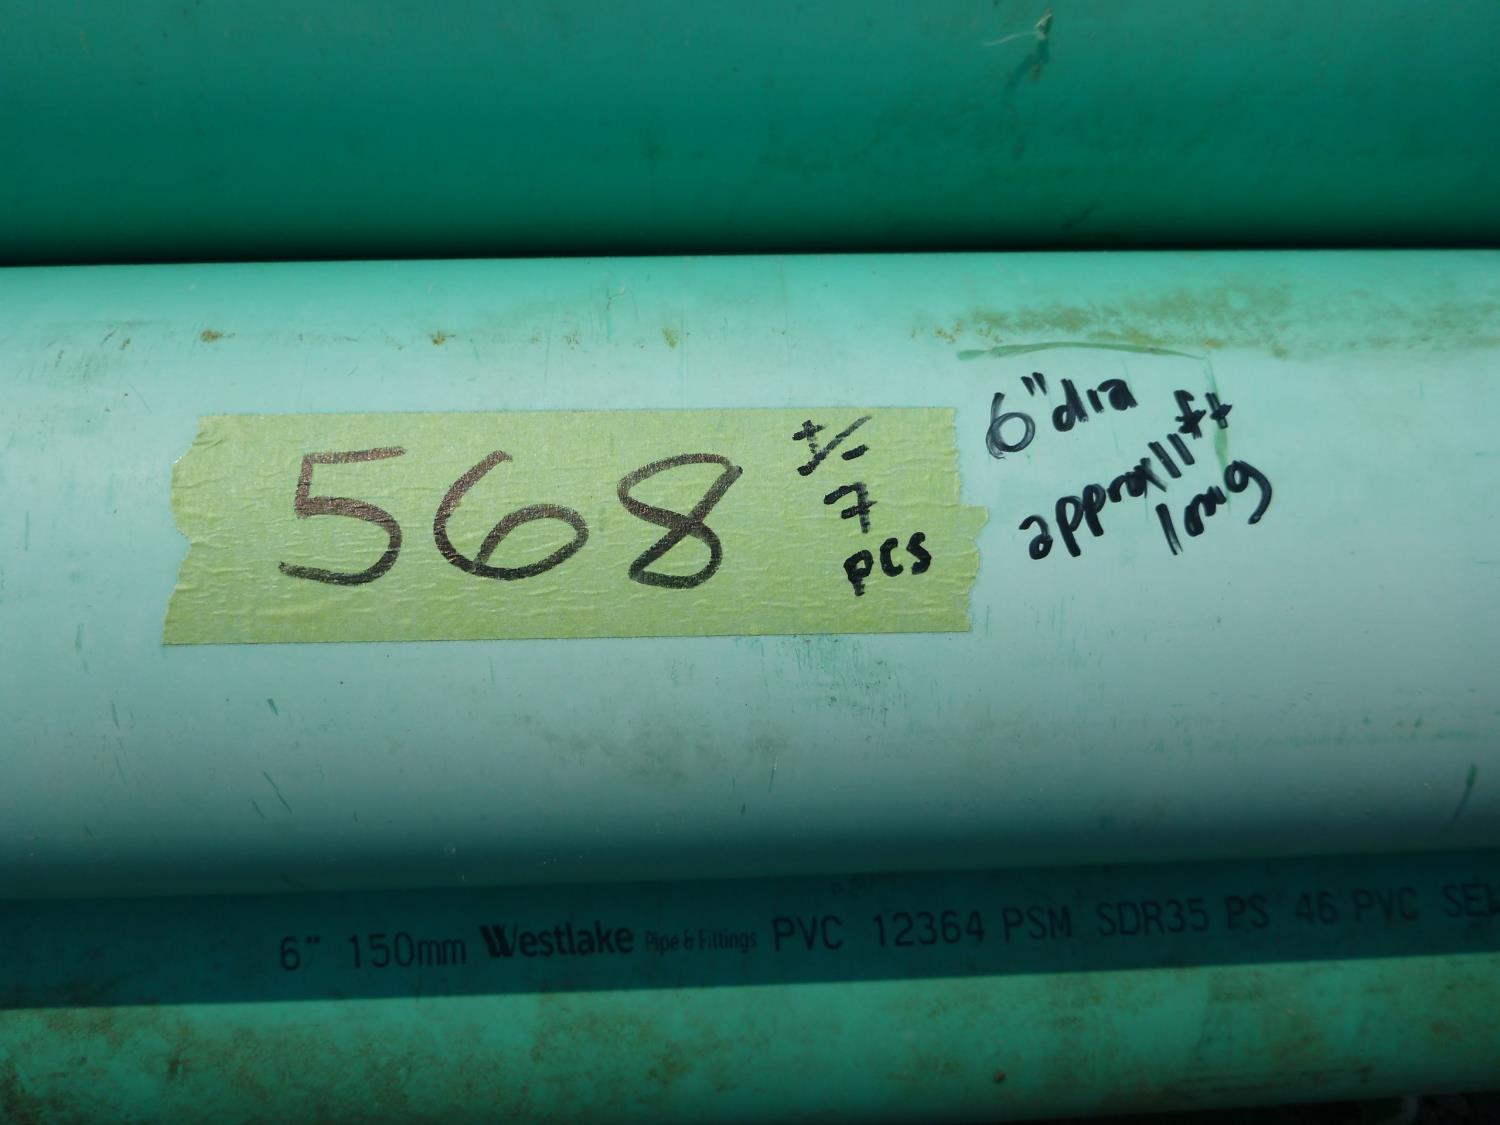 568
+/-
7
pcs
6" dia
approx 11 ft
long
6" 150mm Westlake Pipe & Fittings PVC 12364 PSM SDR35 PS 46 PVC